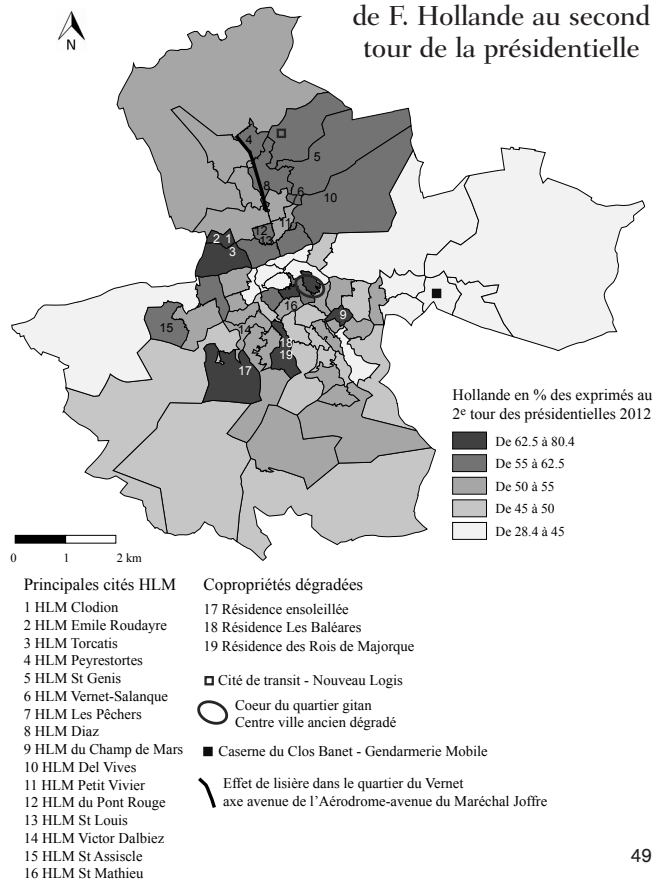 de F. Hollande au second
tour de la présidentielle
N
4
5
8
6
10
11
12
13
2 1
3
16
9
15
14
18
19
17
Hollande en % des exprimés au
2e tour des présidentielles 2012
De 62.5 à 80.4
De 55 à 62.5
De 50 à 55
De 45 à 50
De 28.4 à 45
0 1 2 km
Principales cités HLM
1 HLM Clodion
2 HLM Emile Roudayre
3 HLM Torcatis
4 HLM Peyrestortes
5 HLM St Genis
6 HLM Vernet-Salanque
7 HLM Les Pêchers
8 HLM Diaz
9 HLM du Champ de Mars
10 HLM Del Vives
11 HLM Petit Vivier
12 HLM du Pont Rouge
13 HLM St Louis
14 HLM Victor Dalbiez
15 HLM St Assiscle
16 HLM St Mathieu
Copropriétés dégradées
17 Résidence ensoleillée
18 Résidence Les Baléares
19 Résidence des Rois de Majorque
Cité de transit - Nouveau Logis
Coeur du quartier gitan
Centre ville ancien dégradé
Caserne du Clos Banet - Gendarmerie Mobile
Effet de lisière dans le quartier du Vernet
axe avenue de l'Aérodrome-avenue du Maréchal Joffre
49